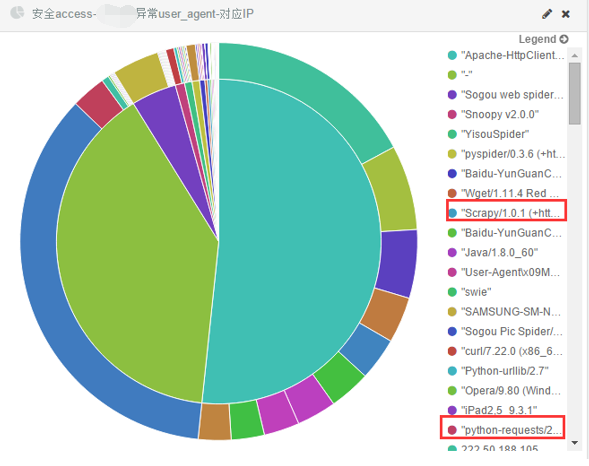 安全access-
异常user_agent-对应IP
Legend
"Apache-HttpClient...
"-"
"Sogou web spider...
"Snoopy v2.0.0"
"YisouSpider"
"pyspider/0.3.6 (+ht...
"Baidu-YunGuanC...
"Wget/1.11.4 Red ...
"Scrapy/1.0.1 (+htt...
"Baidu-YunGuanC...
"Java/1.8.0_60"
"User-Agent\x09M...
"swie"
"SAMSUNG-SM-N...
"Sogou Pic Spider/...
"curl/7.22.0 (x86_6...
"Python-urllib/2.7"
"Opera/9.80 (Wind...
"iPad2,5_9.3.1"
"python-requests/2...
222.50.188.105